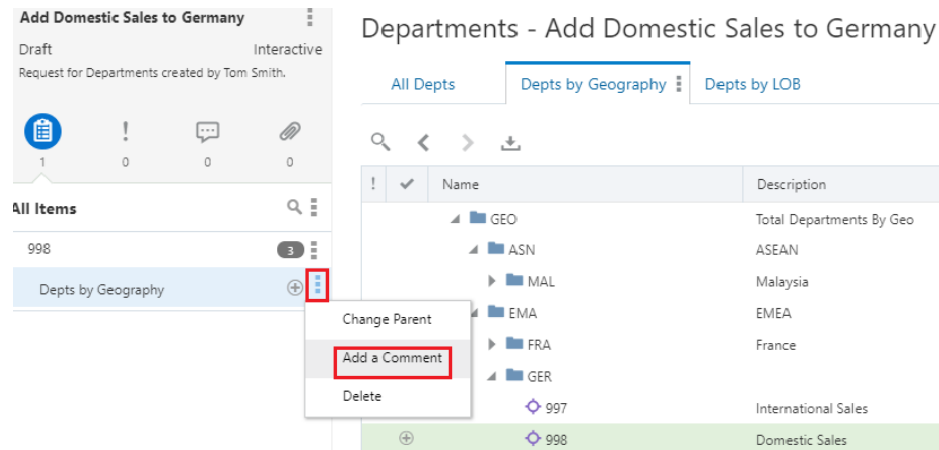 Add Domestic Sales to Germany
Draft Interactive
Request for Departments created by Tom Smith.
1 0 0 0
All Items
998 3
Depts by Geography
Change Parent
Add a Comment
Delete
Departments - Add Domestic Sales to Germany
All Depts Depts by Geography Depts by LOB
! Name Description
GEO Total Departments By Geo
ASN ASEAN
MAL Malaysia
EMA EMEA
FRA France
GER
997 International Sales
998 Domestic Sales